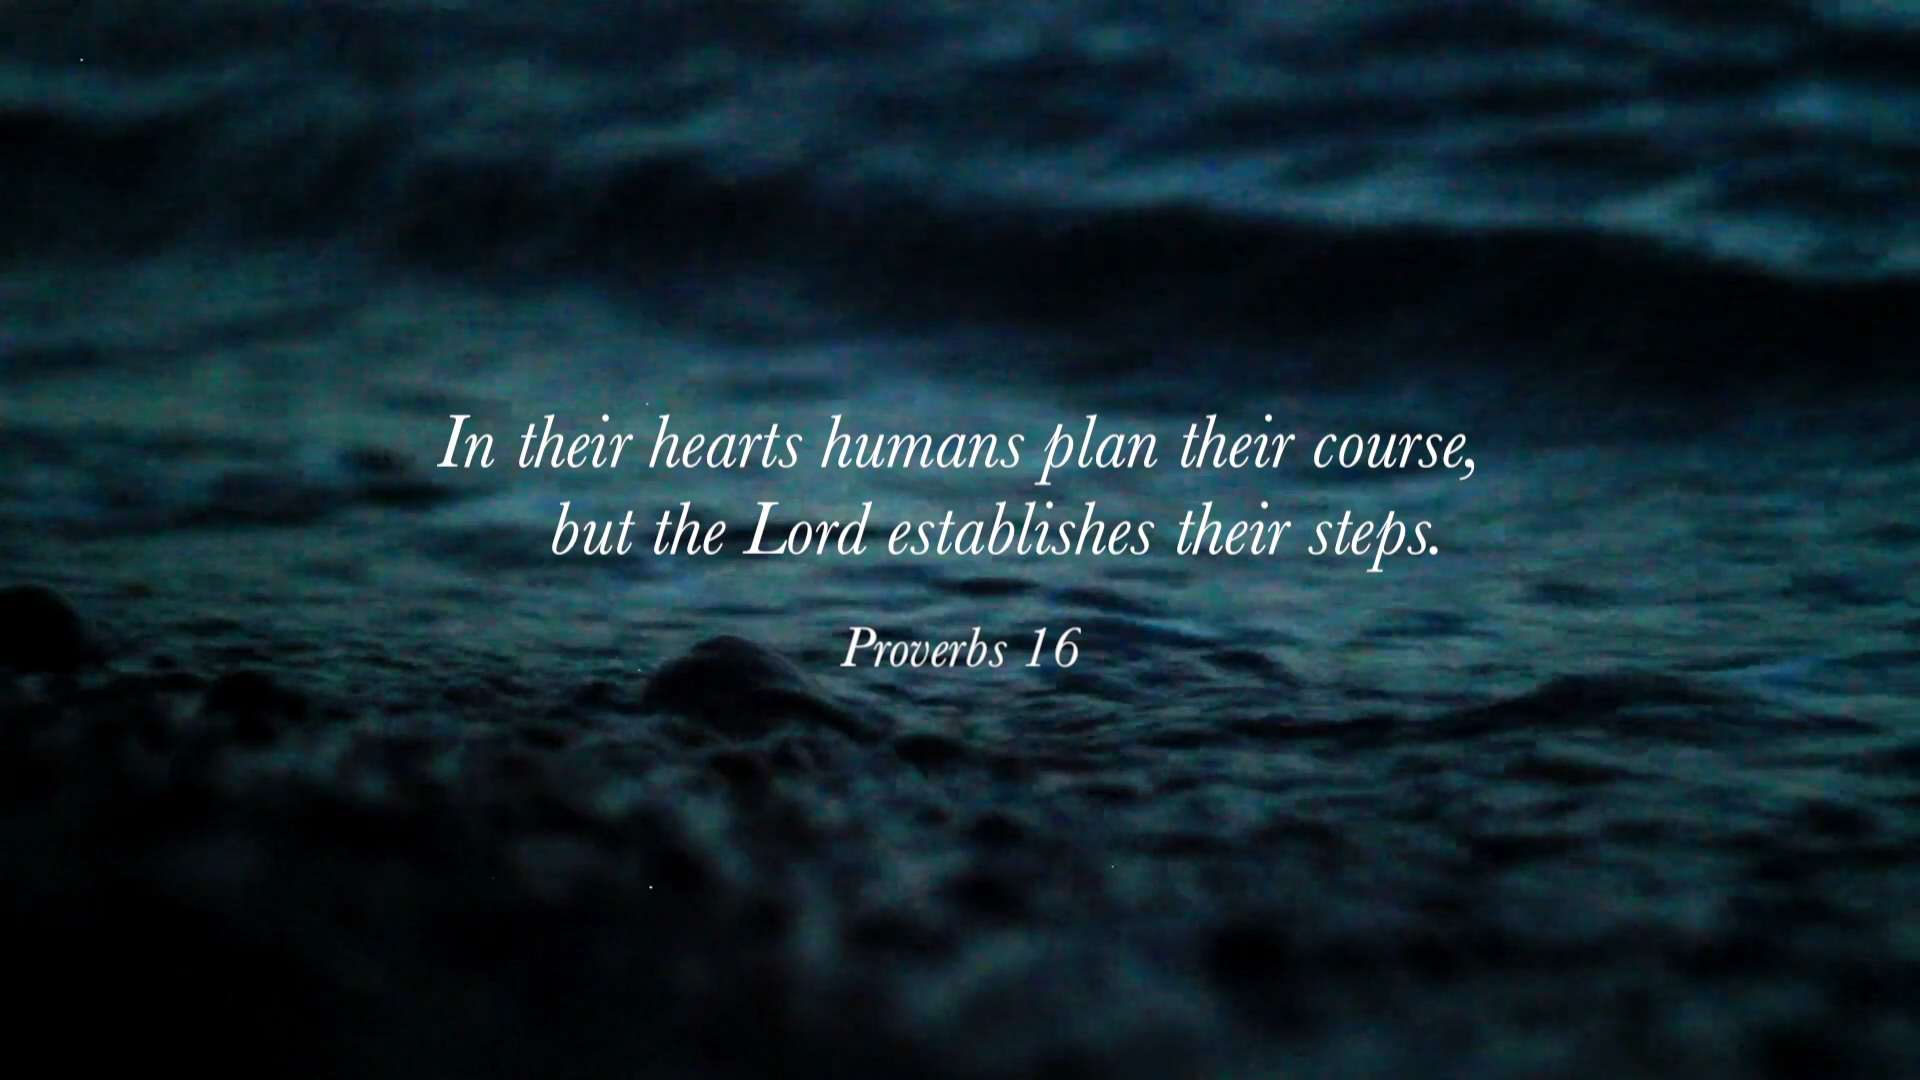 In their hearts humans plan their course,
but the Lord establishes their steps.
Proverbs 16